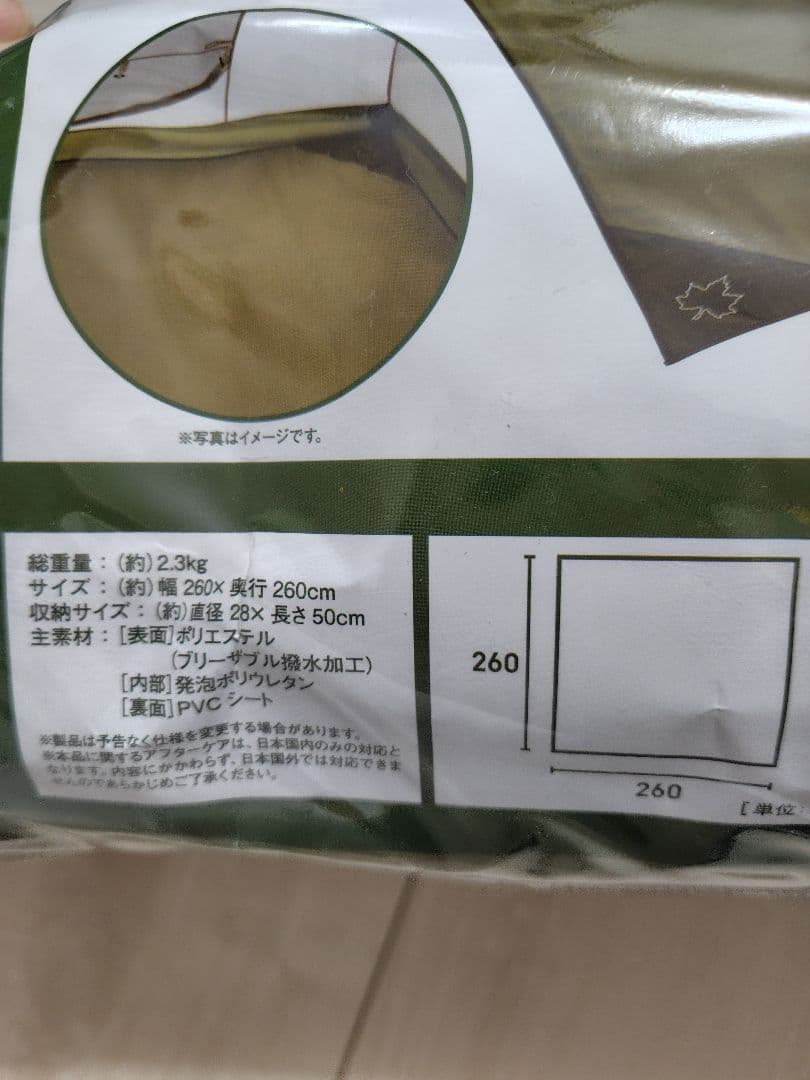 ※写真はイメージです。
総重量：(約)2.3kg
サイズ：(約)幅 260×奥行 260cm
収納サイズ：(約)直径 28×長さ 50cm
主素材：[表面]ポリエステル
(ブリーザブル撥水加工)
[内部]発泡ポリウレタン
[裏面]PVCシート
※製品は予告なく仕様を変更する場合があります。
※本品に関するアフターケアは、日本国内のみの対応と
なります。内容にかかわらず、日本国外では対応できま
せんのであらかじめご了承ください。
260
260
[単位: